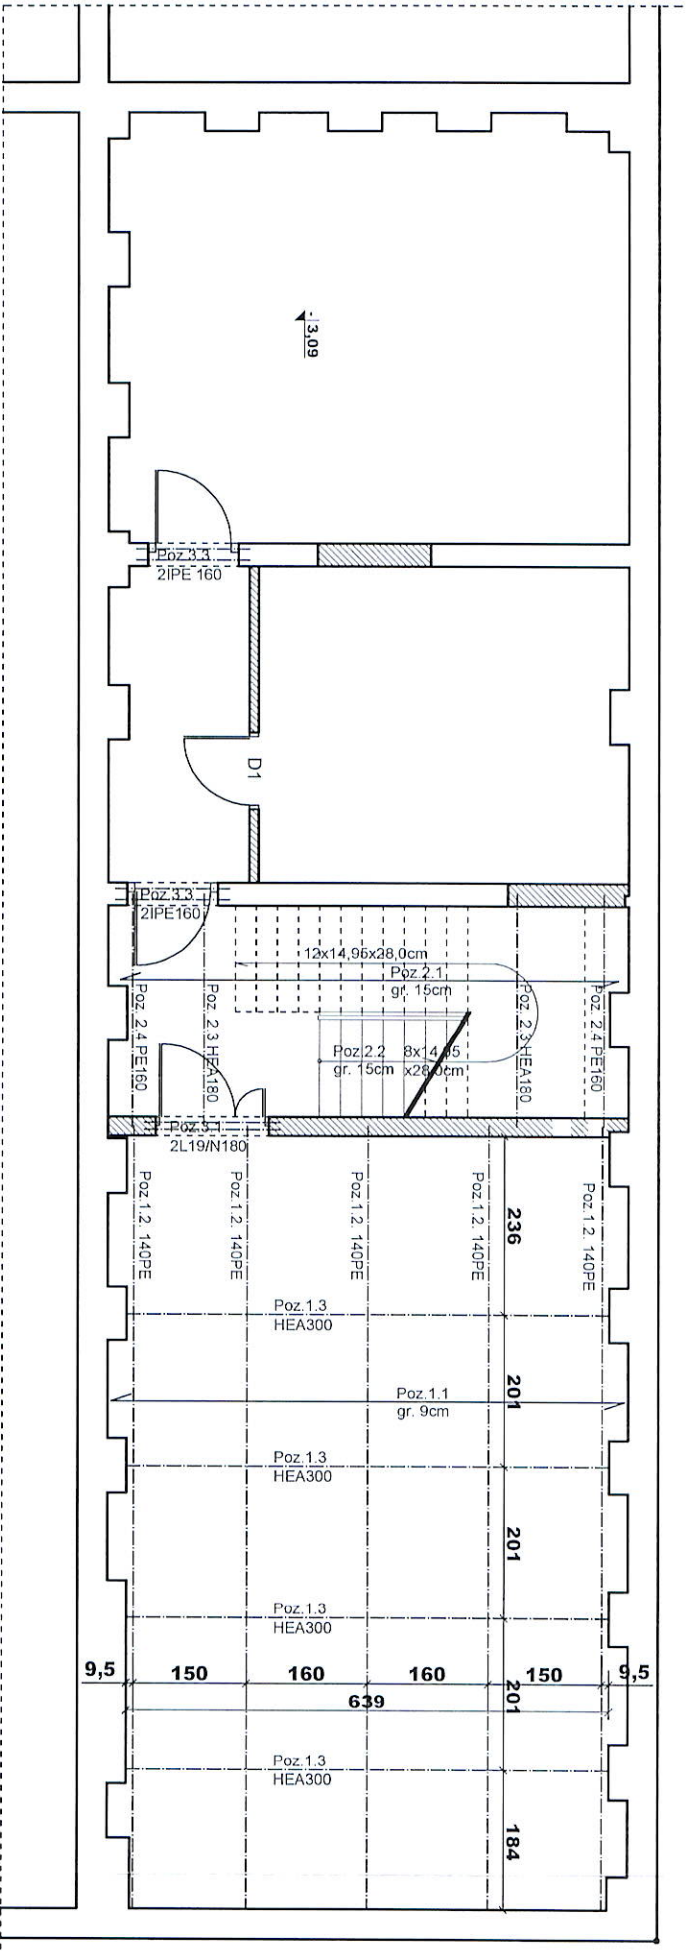 -3,09
Poz.3.3
2IPE 160
D1
Poz.3.3
2IPE160
12x14,95x28,0cm
Poz.2.1
gr. 15cm
Poz. 2.4 PE160
Poz. 2.3 HEA180
Poz.2.2 8x14,95
gr. 15cm x28,0cm
Poz. 2.3 HEA180
Poz. 2.4 PE160
Poz.3.1
2L19/N180
Poz.1.2. 140PE
Poz.1.2. 140PE
Poz.1.2. 140PE
Poz.1.2. 140PE
Poz.1.2. 140PE
236
Poz.1.3
HEA300
201
Poz.1.1
gr. 9cm
Poz.1.3
HEA300
201
Poz.1.3
HEA300
9,5 150 160 160 150 9,5
201
639
Poz.1.3
HEA300
184